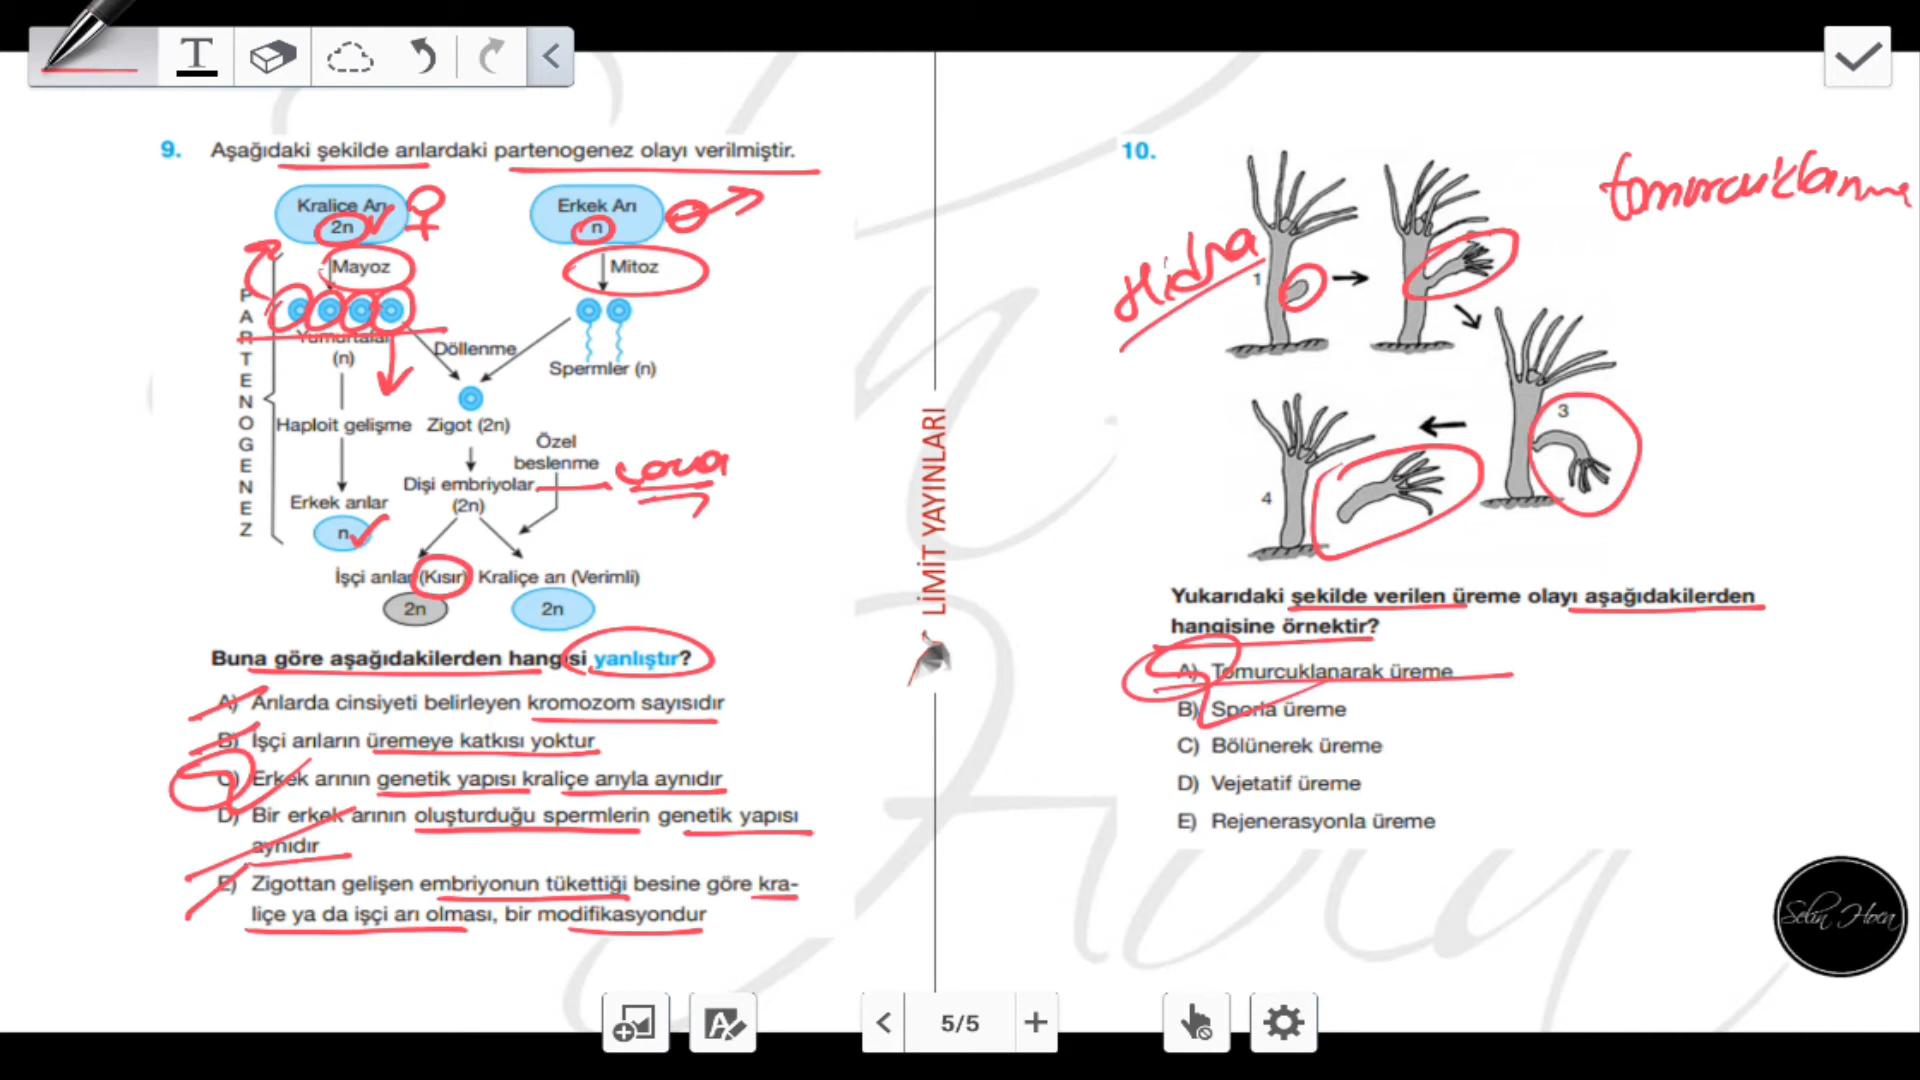 T
9. Aşağıdaki şekilde arılardaki partenogenez olayı verilmiştir.
Kraliçe Arı
2n
Erkek Arı
n
Mayoz
Mitoz
PARTENOGENEZ
Yumurtalar
(n)
Döllenme
Spermler (n)
Haploit gelişme
Zigot (2n)
Özel
beslenme
Dişi embriyolar
(2n)
Erkek arılar
n
İşçi arılar (Kısır)
Kraliçe arı (Verimli)
2n
2n
Buna göre aşağıdakilerden hangisi yanlıştır?
A) Arılarda cinsiyeti belirleyen kromozom sayısıdır
B) İşçi arıların üremeye katkısı yoktur
C) Erkek arının genetik yapısı kraliçe arıyla aynıdır
D) Bir erkek arının oluşturduğu spermlerin genetik yapısı
aynıdır
E) Zigottan gelişen embriyonun tükettiği besine göre kra-
liçe ya da işçi arı olması, bir modifikasyondur
LİMİT YAYINLARI
10.
tomurcuklanma
Hidra
1
3
4
Yukarıdaki şekilde verilen üreme olayı aşağıdakilerden
hangisine örnektir?
A) Tomurcuklanarak üreme
B) Sporla üreme
C) Bölünerek üreme
D) Vejetatif üreme
E) Rejenerasyonla üreme
Selin Hoca
5/5